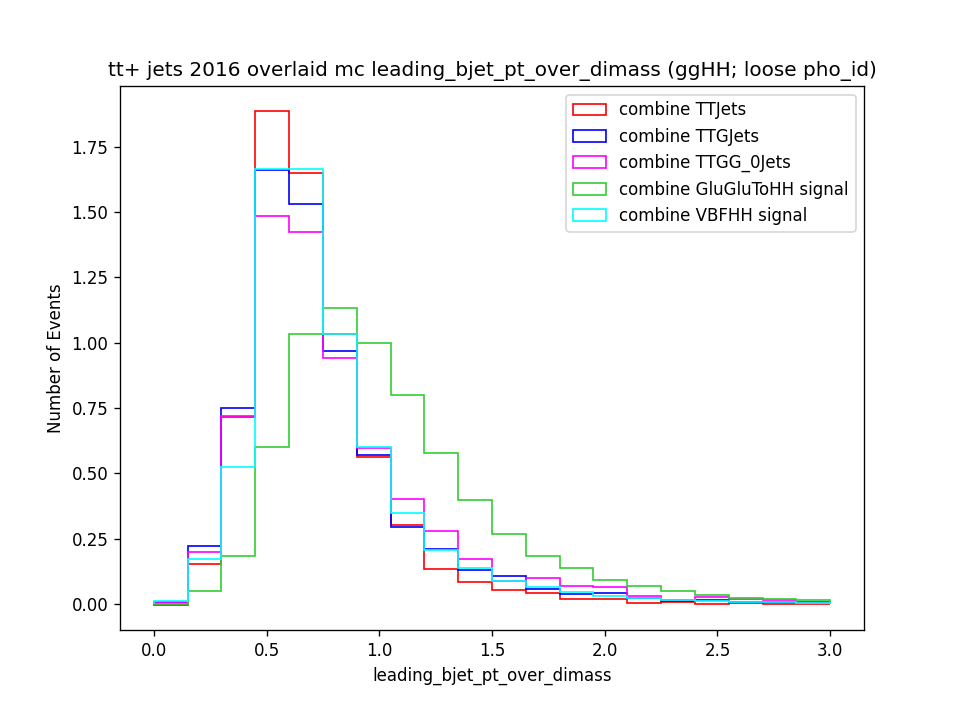 tt+ jets 2016 overlaid mc leading_bjet_pt_over_dimass (ggHH; loose pho_id)
combine TTJets
combine TTGJets
combine TTGG_0Jets
combine GluGluToHH signal
combine VBFHH signal
1.75
1.50
1.25
1.00
0.75
0.50
0.25
0.00
Number of Events
0.0 0.5 1.0 1.5 2.0 2.5 3.0
leading_bjet_pt_over_dimass